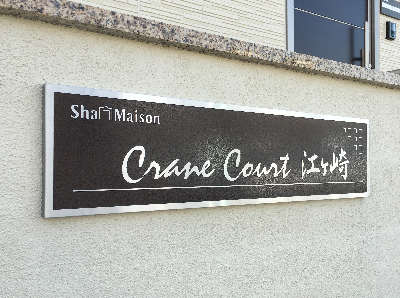 Sha Maison
Crane Court 江ヶ崎